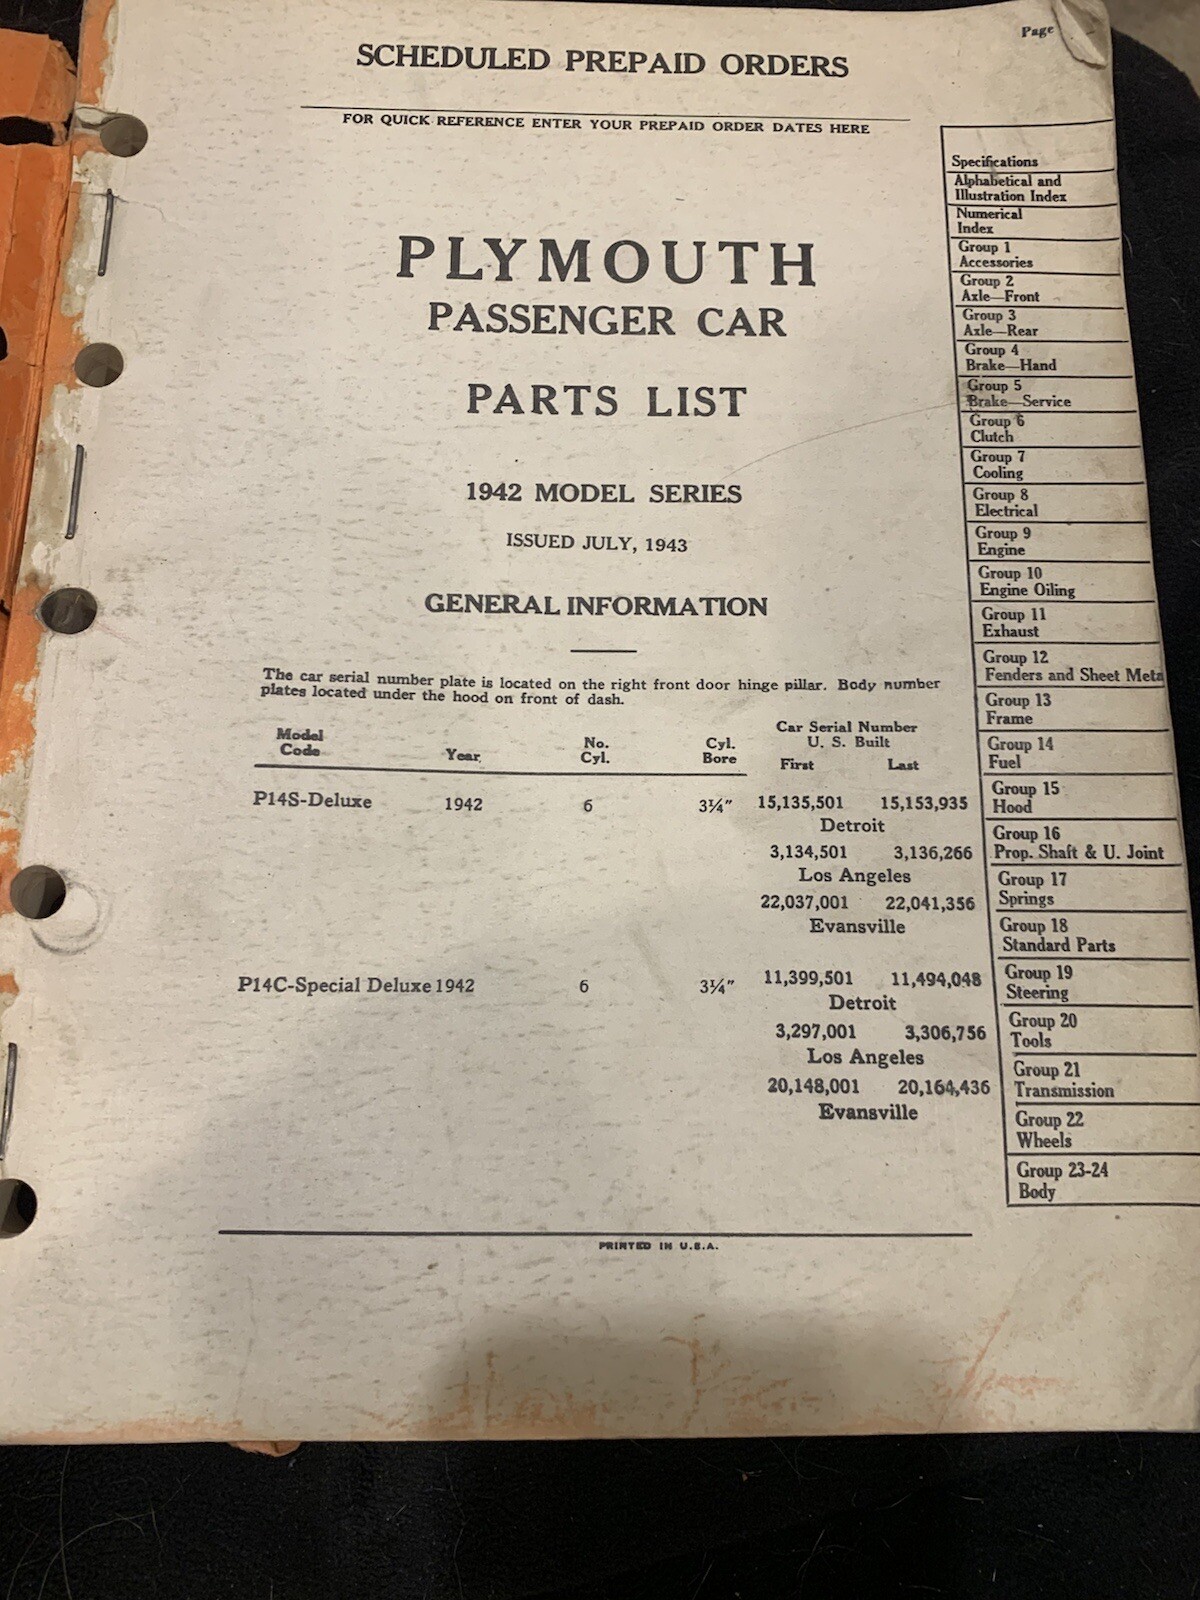 Page
SCHEDULED PREPAID ORDERS
FOR QUICK REFERENCE ENTER YOUR PREPAID ORDER DATES HERE
PLYMOUTH
PASSENGER CAR
PARTS LIST
1942 MODEL SERIES
ISSUED JULY, 1943
GENERAL INFORMATION
The car serial number plate is located on the right front door hinge pillar. Body number
plates located under the hood on front of dash.
Model Code Year No. Cyl. Cyl. Bore Car Serial Number U. S. Built
First Last
P14S-Deluxe 1942 6 3¼" 15,135,501 15,153,935
Detroit
3,134,501 3,136,266
Los Angeles
22,037,001 22,041,356
Evansville
P14C-Special Deluxe 1942 6 3¼" 11,399,501 11,494,048
Detroit
3,297,001 3,306,756
Los Angeles
20,148,001 20,164,436
Evansville
PRINTED IN U.S.A.
Specifications
Alphabetical and
Illustration Index
Numerical
Index
Group 1
Accessories
Group 2
Axle—Front
Group 3
Axle—Rear
Group 4
Brake—Hand
Group 5
Brake—Service
Group 6
Clutch
Group 7
Cooling
Group 8
Electrical
Group 9
Engine
Group 10
Engine Oiling
Group 11
Exhaust
Group 12
Fenders and Sheet Meta
Group 13
Frame
Group 14
Fuel
Group 15
Hood
Group 16
Prop. Shaft & U. Joint
Group 17
Springs
Group 18
Standard Parts
Group 19
Steering
Group 20
Tools
Group 21
Transmission
Group 22
Wheels
Group 23-24
Body